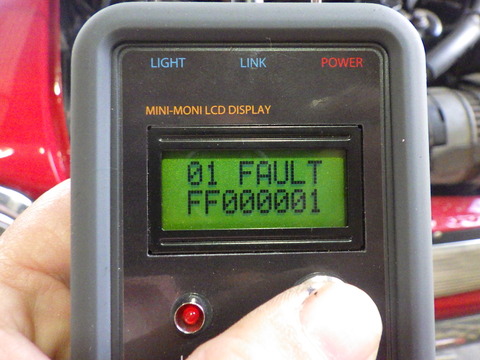 LIGHT LINK POWER
MINI-MONI LCD DISPLAY
01 FAULT
FF000001